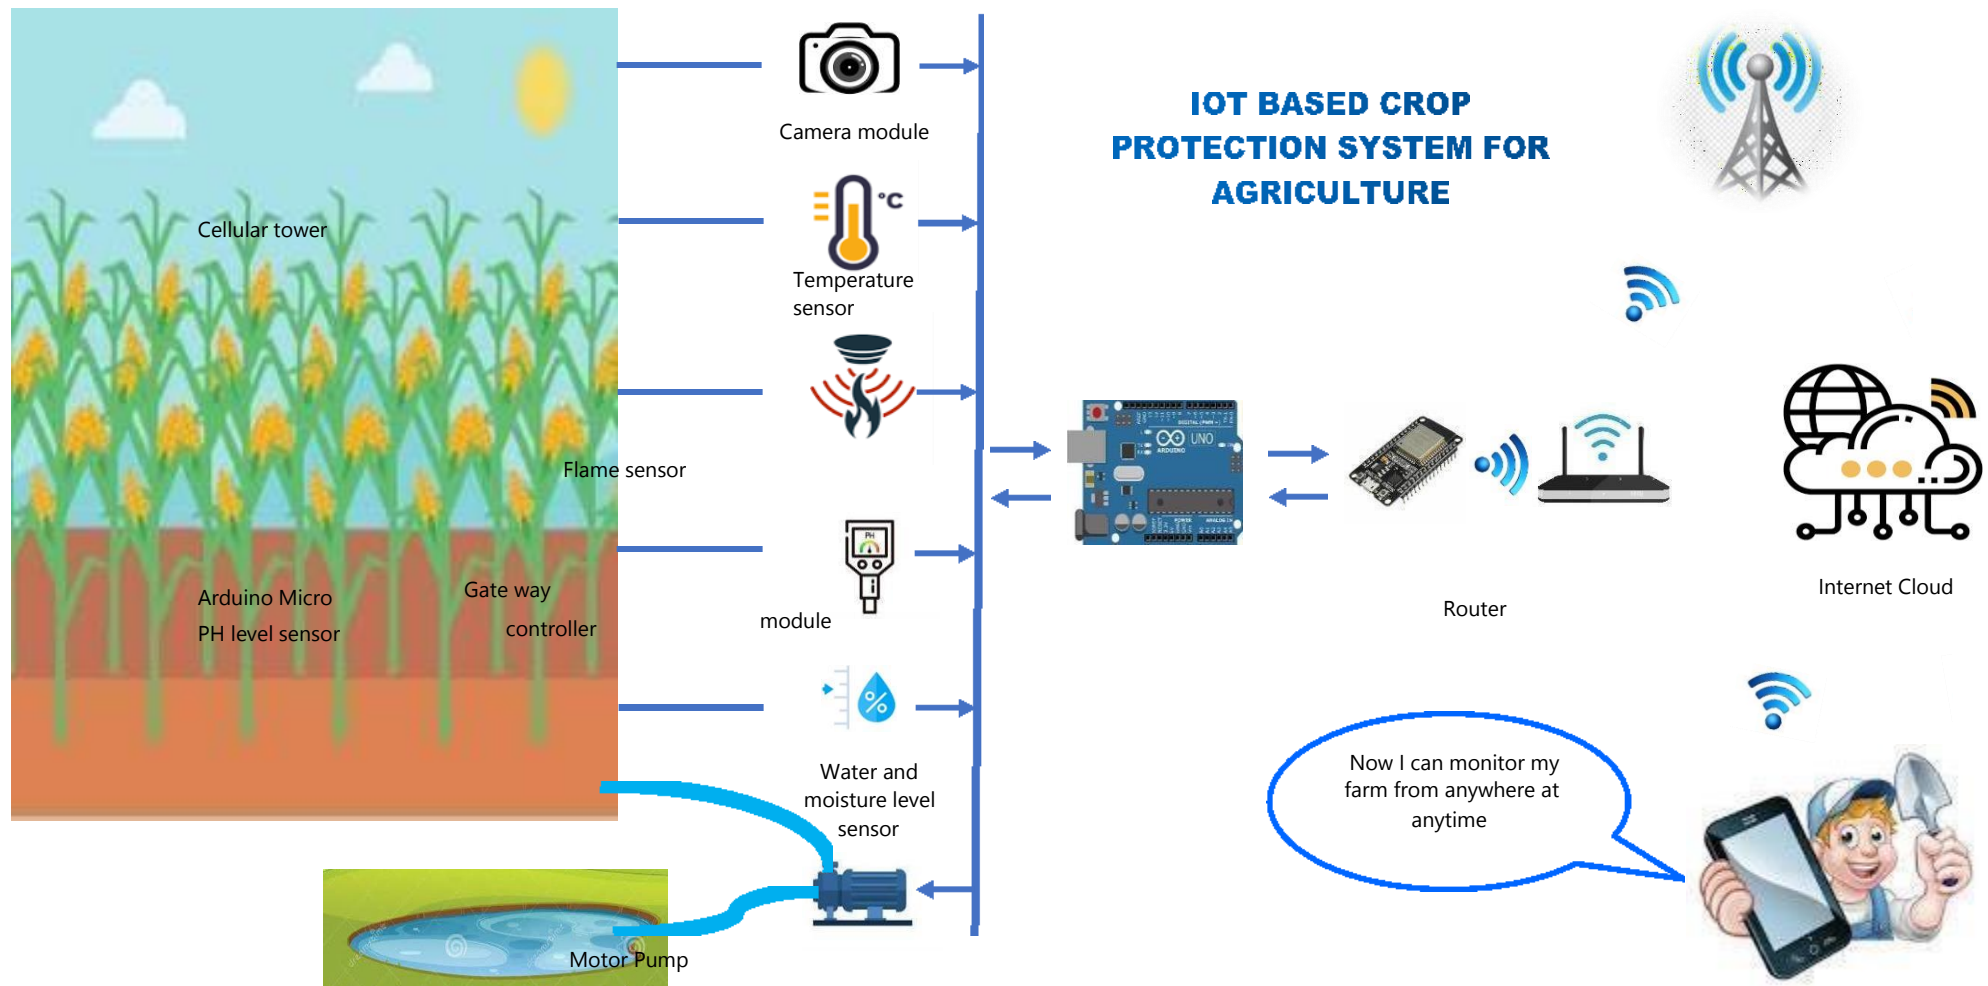 IOT BASED CROP
PROTECTION SYSTEM FOR
AGRICULTURE
Camera module
°C
Cellular tower
Temperature
sensor
Flame sensor
UNO
ARDUINO
PH
Arduino Micro
Gate way
PH level sensor
controller
module
Router
Internet Cloud
%
Water and
moisture level
sensor
Now I can monitor my
farm from anywhere at
anytime
Motor Pump